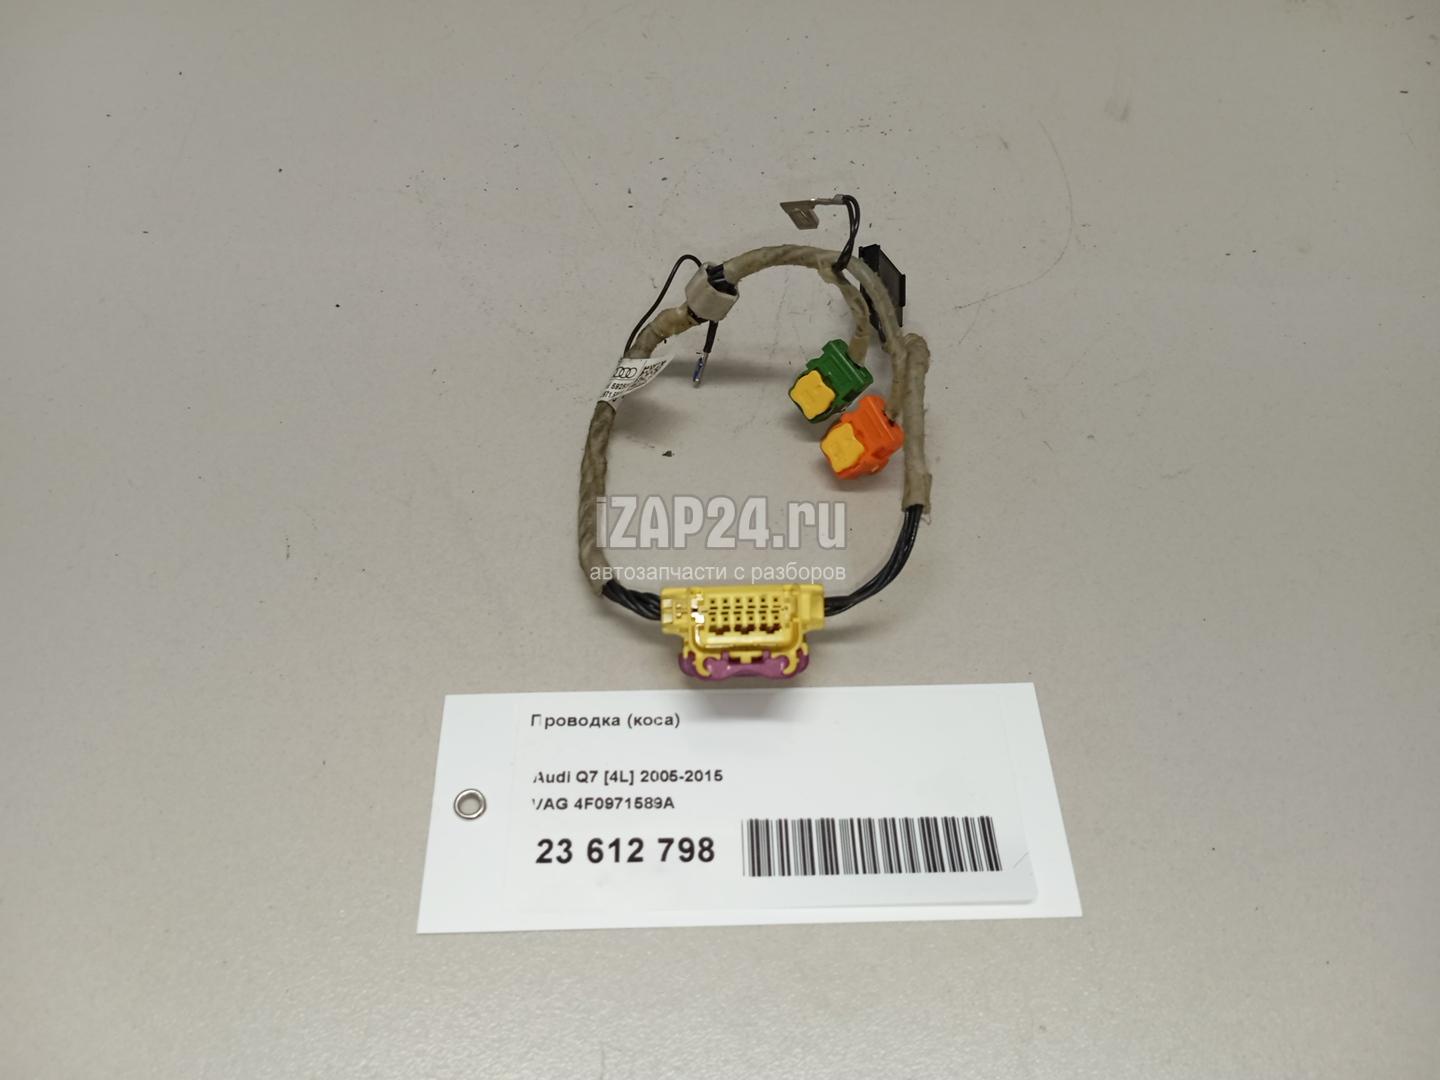 iZAP24.ru
автозапчасти с разборов
Проводка (коса)
Audi Q7 [4L] 2005-2015
VAG 4F0971589A
23 612 798